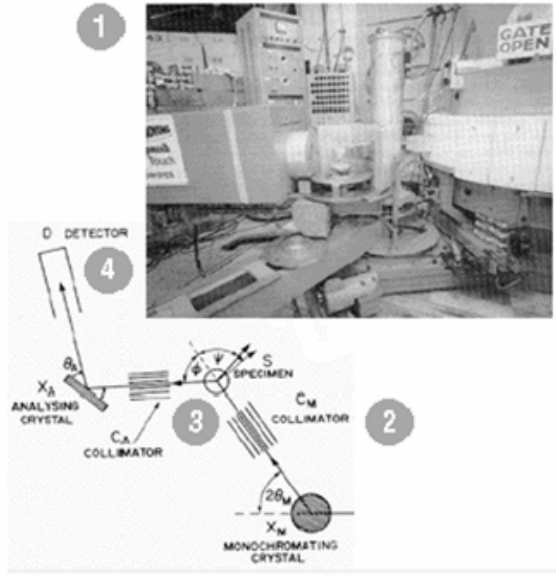 1
GATE
OPEN
Touch
D DETECTOR
4
θA
XA
ANALYSING
CRYSTAL
CA
COLLIMATOR
3
ϕ
ψ
S
SPECIMEN
CM
COLLIMATOR
2
2θM
XM
MONOCHROMATING
CRYSTAL